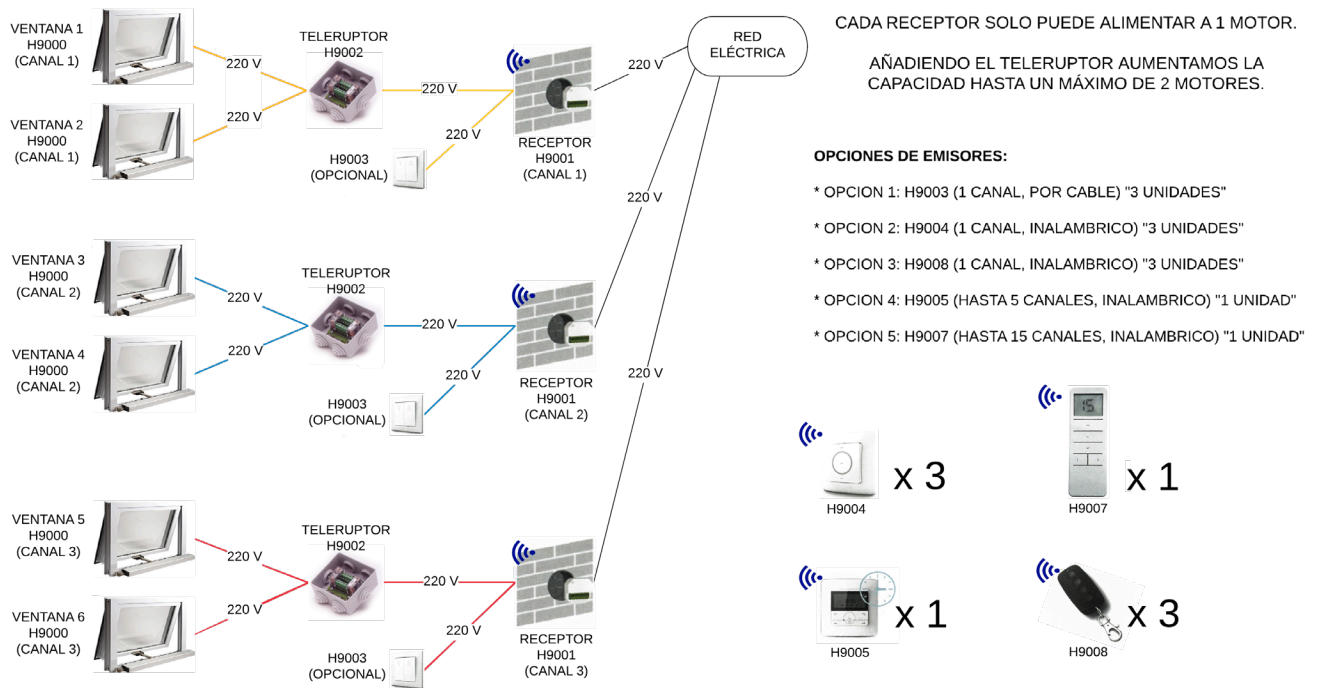 VENTANA 1
H9000
(CANAL 1)
220 V
TELERUPTOR
H9002
220 V
RED
ELÉCTRICA
220 V
VENTANA 2
H9000
(CANAL 1)
220 V
H9003
(OPCIONAL)
220 V
RECEPTOR
H9001
(CANAL 1)
220 V
VENTANA 3
H9000
(CANAL 2)
220 V
TELERUPTOR
H9002
220 V
VENTANA 4
H9000
(CANAL 2)
220 V
H9003
(OPCIONAL)
220 V
RECEPTOR
H9001
(CANAL 2)
220 V
VENTANA 5
H9000
(CANAL 3)
220 V
TELERUPTOR
H9002
220 V
VENTANA 6
H9000
(CANAL 3)
220 V
H9003
(OPCIONAL)
220 V
RECEPTOR
H9001
(CANAL 3)
CADA RECEPTOR SOLO PUEDE ALIMENTAR A 1 MOTOR.
AÑADIENDO EL TELERUPTOR AUMENTAMOS LA
CAPACIDAD HASTA UN MÁXIMO DE 2 MOTORES.
OPCIONES DE EMISORES:
* OPCION 1: H9003 (1 CANAL, POR CABLE) "3 UNIDADES"
* OPCION 2: H9004 (1 CANAL, INALAMBRICO) "3 UNIDADES"
* OPCION 3: H9008 (1 CANAL, INALAMBRICO) "3 UNIDADES"
* OPCION 4: H9005 (HASTA 5 CANALES, INALAMBRICO) "1 UNIDAD"
* OPCION 5: H9007 (HASTA 15 CANALES, INALAMBRICO) "1 UNIDAD"
x 3
H9004
15
x 1
H9007
x 1
H9005
x 3
H9008